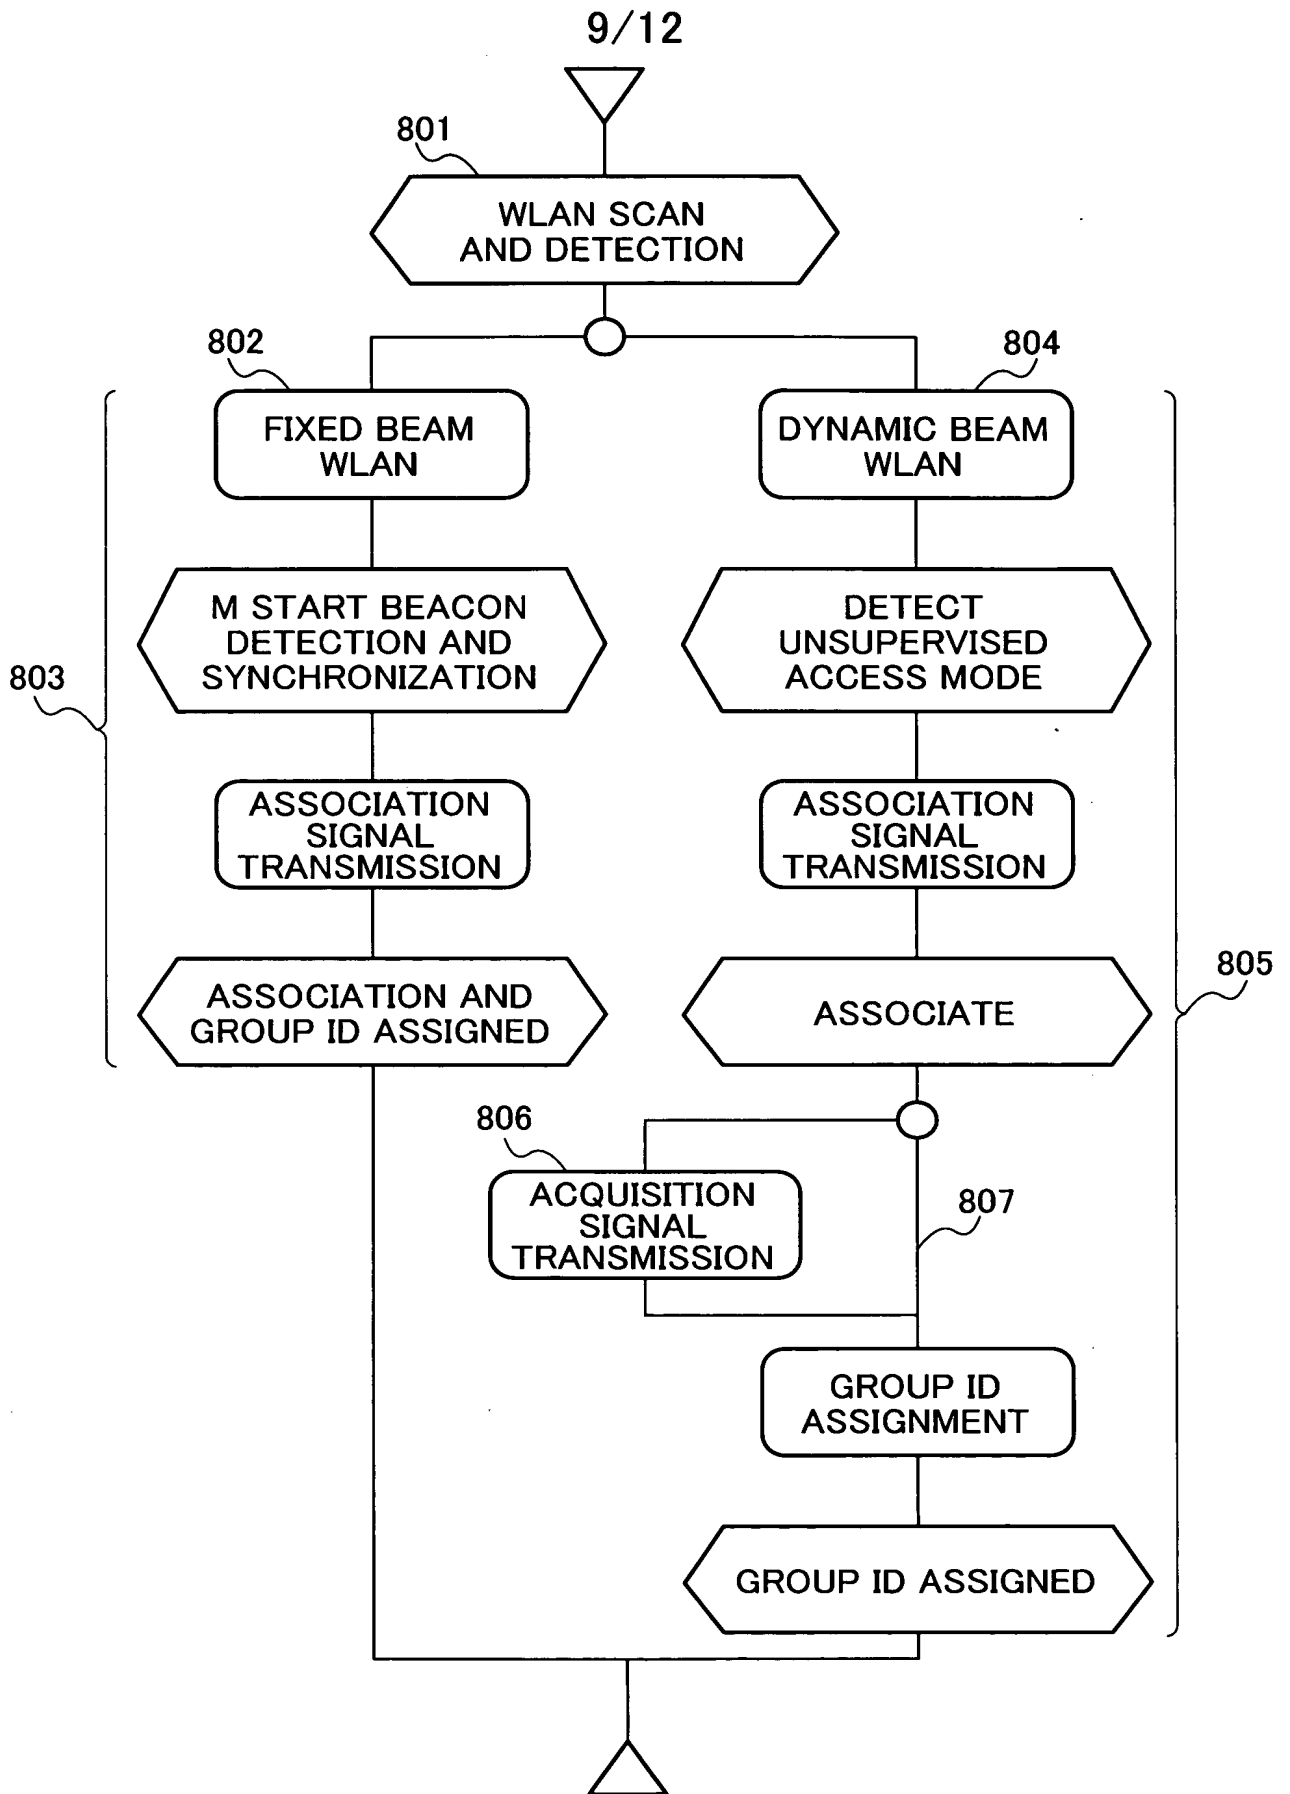 9/12
801
WLAN SCAN
AND DETECTION
802
804
FIXED BEAM
WLAN
DYNAMIC BEAM
WLAN
M START BEACON
DETECTION AND
SYNCHRONIZATION
DETECT
UNSUPERVISED
ACCESS MODE
803
ASSOCIATION
SIGNAL
TRANSMISSION
ASSOCIATION
SIGNAL
TRANSMISSION
805
ASSOCIATION AND
GROUP ID ASSIGNED
ASSOCIATE
806
ACQUISITION
SIGNAL
TRANSMISSION
807
GROUP ID
ASSIGNMENT
GROUP ID ASSIGNED